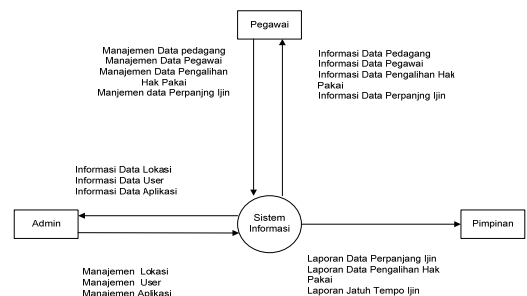 Pegawai
Manajemen Data pedagang
Manajemen Data Pegawai
Manajemen Data Pengalihan
Hak Pakai
Manjemen data Perpanjng Ijin
Informasi Data Pedagang
Informasi Data Pegawai
Informasi Data Pengalihan Hak
Pakai
Informasi Data Perpanjng Ijin
Informasi Data Lokasi
Informasi Data User
Informasi Data Aplikasi
Admin
Sistem
Informasi
Pimpinan
Manajemen Lokasi
Manajemen User
Manajemen Aplikasi
Laporan Data Perpanjang Ijin
Laporan Data Pengalihan Hak
Pakai
Laporan Jatuh Tempo Ijin